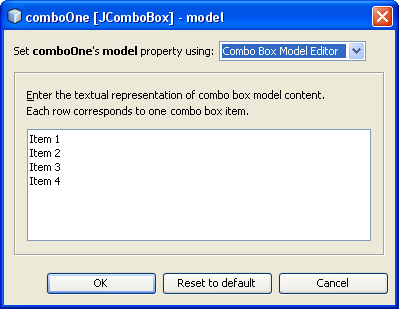 comboOne [JComboBox] - model
Set comboOne's model property using: Combo Box Model Editor
Enter the textual representation of combo box model content.
Each row corresponds to one combo box item.
Item 1
Item 2
Item 3
Item 4
OK Reset to default Cancel